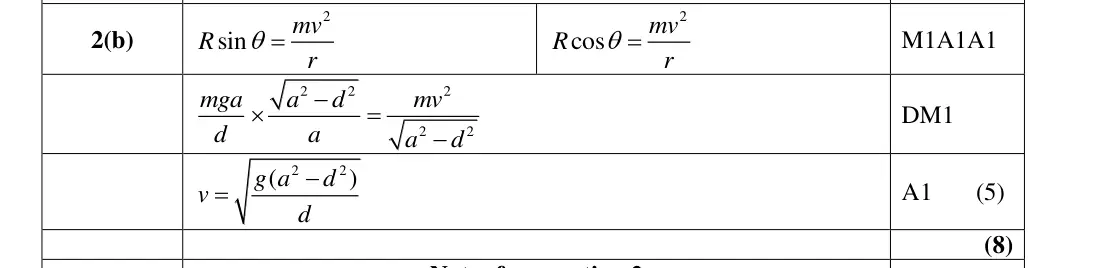 2(b) R sin θ = mv²/r R cos θ = mv²/r M1A1A1
mga/d × √(a² − d²)/a = mv²/√(a² − d²) DM1
v = √(g(a² − d²)/d) A1 (5)
(8)